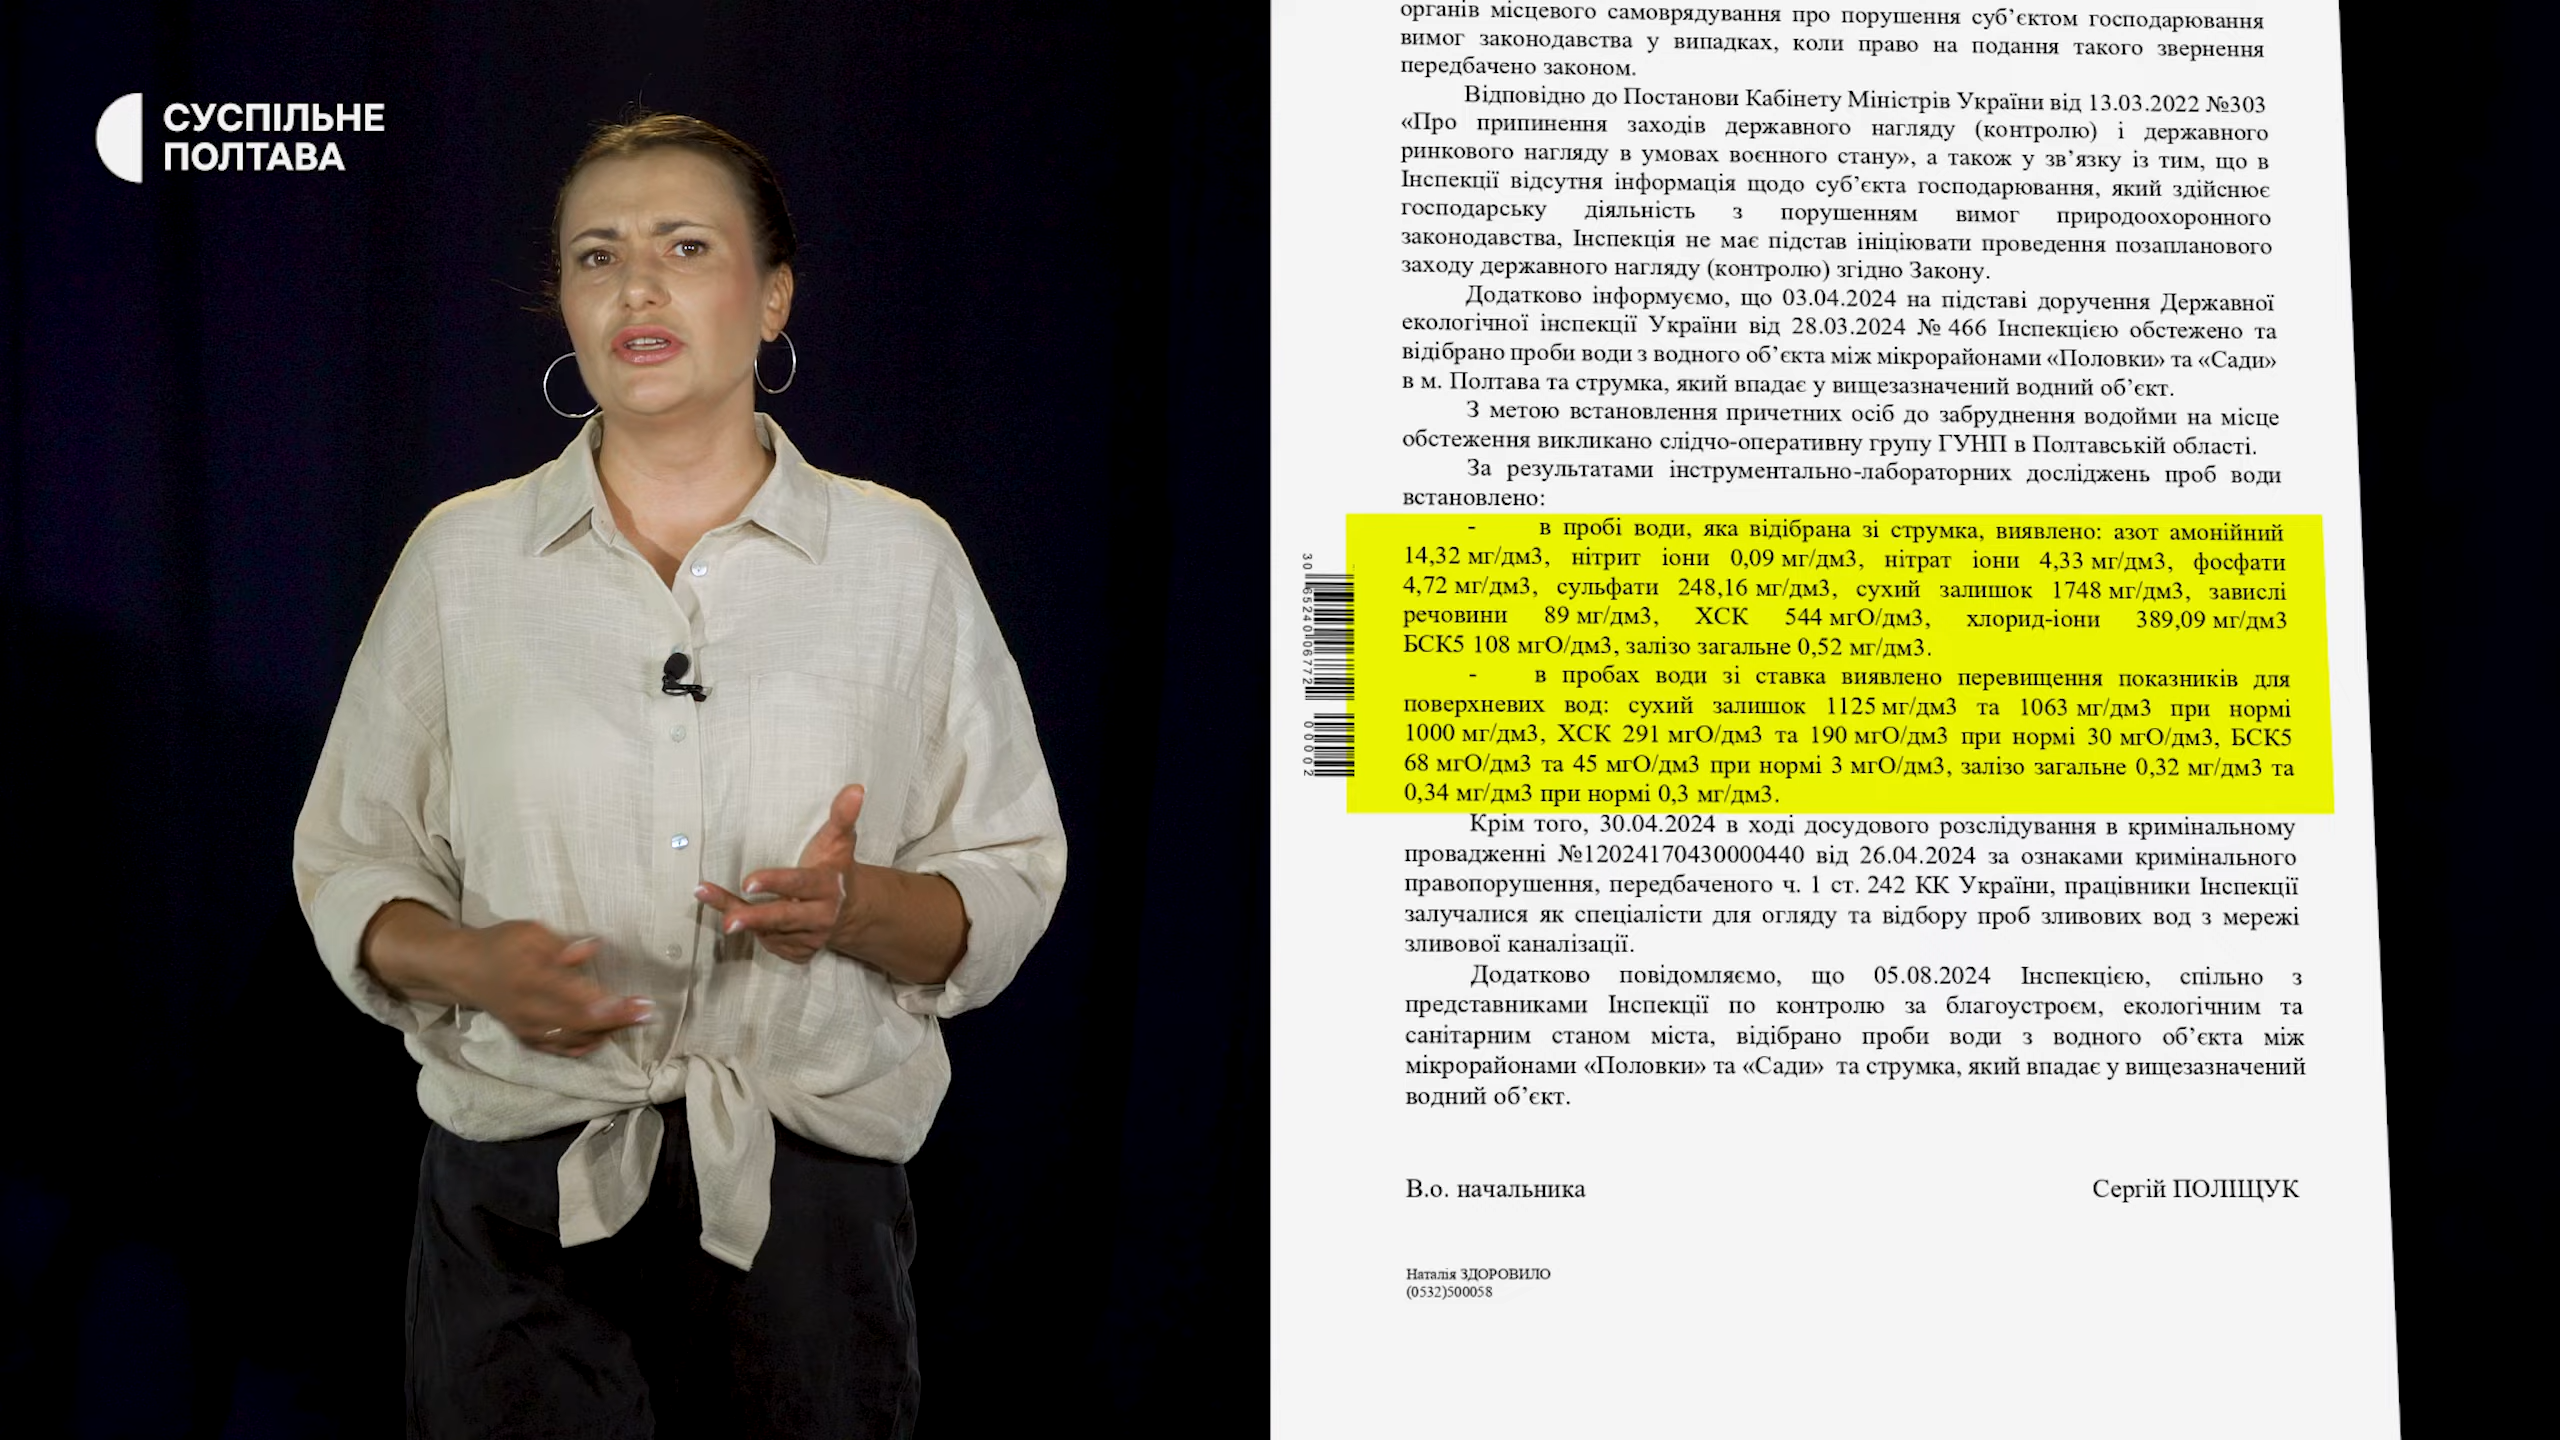 СУСПІЛЬНЕ
ПОЛТАВА
органів місцевого самоврядування про порушення суб’єктом господарювання
вимог законодавства у випадках, коли право на подання такого звернення
передбачено законом.
Відповідно до Постанови Кабінету Міністрів України від 13.03.2022 №303
«Про припинення заходів державного нагляду (контролю) і державного
ринкового нагляду в умовах воєнного стану», а також у зв’язку із тим, що в
Інспекції відсутня інформація щодо суб’єкта господарювання, який здійснює
господарську діяльність з порушенням вимог природоохоронного
законодавства, Інспекція не має підстав ініціювати проведення позапланового
заходу державного нагляду (контролю) згідно Закону.
Додатково інформуємо, що 03.04.2024 на підставі доручення Державної
екологічної інспекції України від 28.03.2024 № 466 Інспекцією обстежено та
відібрано проби води з водного об’єкта між мікрорайонами «Половки» та «Сади»
в м. Полтава та струмка, який впадає у вищезазначений водний об’єкт.
З метою встановлення причетних осіб до забруднення водойми на місце
обстеження викликано слідчо-оперативну групу ГУНП в Полтавській області.
За результатами інструментально-лабораторних досліджень проб води
встановлено:
- в пробі води, яка відібрана зі струмка, виявлено: азот амонійний
14,32 мг/дм3, нітрит іони 0,09 мг/дм3, нітрат іони 4,33 мг/дм3, фосфати
4,72 мг/дм3, сульфати 248,16 мг/дм3, сухий залишок 1748 мг/дм3, завислі
речовини 89 мг/дм3, ХСК 544 мгО/дм3, хлорид-іони 389,09 мг/дм3
БСК5 108 мгО/дм3, залізо загальне 0,52 мг/дм3.
- в пробах води зі ставка виявлено перевищення показників для
поверхневих вод: сухий залишок 1125 мг/дм3 та 1063 мг/дм3 при нормі
1000 мг/дм3, ХСК 291 мгО/дм3 та 190 мгО/дм3 при нормі 30 мгО/дм3, БСК5
68 мгО/дм3 та 45 мгО/дм3 при нормі 3 мгО/дм3, залізо загальне 0,32 мг/дм3 та
0,34 мг/дм3 при нормі 0,3 мг/дм3.
Крім того, 30.04.2024 в ході досудового розслідування в кримінальному
провадженні №12024170430000440 від 26.04.2024 за ознаками кримінального
правопорушення, передбаченого ч. 1 ст. 242 КК України, працівники Інспекції
залучалися як спеціалісти для огляду та відбору проб зливових вод з мережі
зливової каналізації.
Додатково повідомляємо, що 05.08.2024 Інспекцією, спільно з
представниками Інспекції по контролю за благоустроєм, екологічним та
санітарним станом міста, відібрано проби води з водного об’єкта між
мікрорайонами «Половки» та «Сади» та струмка, який впадає у вищезазначений
водний об’єкт.
В.о. начальника Сергій ПОЛІЩУК
Наталія ЗДОРОВИЛО
(0532)500058
00002